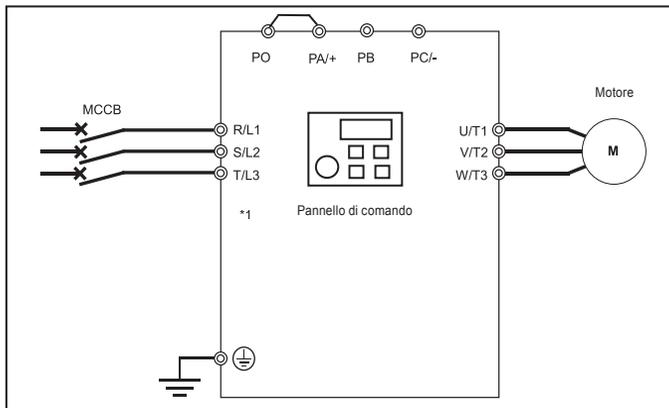 PO PA/+ PB PC/-
MCCB
Motore
R/L1
S/L2
T/L3
U/T1
V/T2
W/T3
M
*1
Pannello di comando